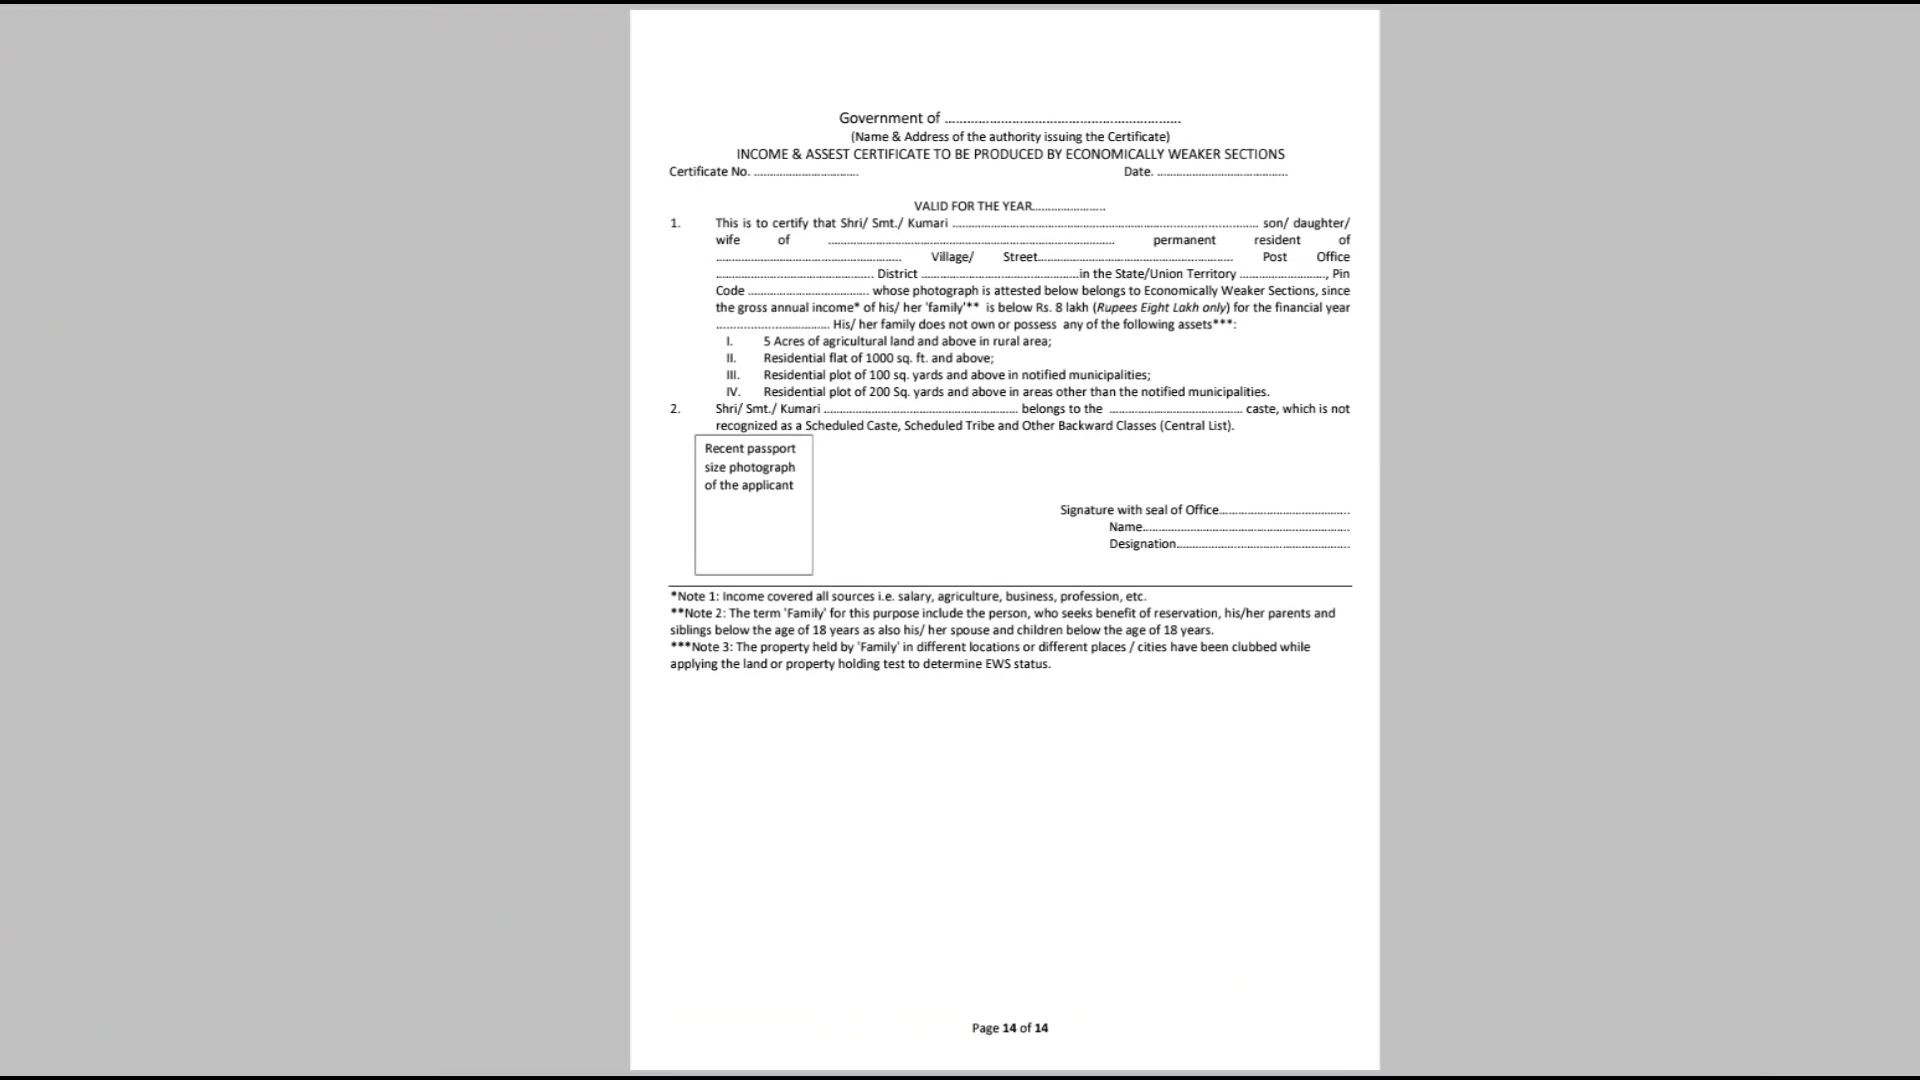 Government of ...............................................................
(Name & Address of the authority issuing the Certificate)
INCOME & ASSEST CERTIFICATE TO BE PRODUCED BY ECONOMICALLY WEAKER SECTIONS
Certificate No. ................................ Date. ........................................
VALID FOR THE YEAR.......................
1. This is to certify that Shri/ Smt./ Kumari ............................................................................................... son/ daughter/
wife of ......................................................................................... permanent resident of
......................................................... Village/ Street............................................................ Post Office
................................................. District .................................................in the State/Union Territory ..........................., Pin
Code ..................................... whose photograph is attested below belongs to Economically Weaker Sections, since
the gross annual income* of his/ her 'family'** is below Rs. 8 lakh (Rupees Eight Lakh only) for the financial year
................................... His/ her family does not own or possess any of the following assets***:
I. 5 Acres of agricultural land and above in rural area;
II. Residential flat of 1000 sq. ft. and above;
III. Residential plot of 100 sq. yards and above in notified municipalities;
IV. Residential plot of 200 Sq. yards and above in areas other than the notified municipalities.
2. Shri/ Smt./ Kumari ............................................................ belongs to the ......................................... caste, which is not
recognized as a Scheduled Caste, Scheduled Tribe and Other Backward Classes (Central List).
Recent passport
size photograph
of the applicant
Signature with seal of Office........................................
Name................................................................
Designation......................................................
*Note 1: Income covered all sources i.e. salary, agriculture, business, profession, etc.
**Note 2: The term 'Family' for this purpose include the person, who seeks benefit of reservation, his/her parents and
siblings below the age of 18 years as also his/ her spouse and children below the age of 18 years.
***Note 3: The property held by 'Family' in different locations or different places / cities have been clubbed while
applying the land or property holding test to determine EWS status.
Page 14 of 14